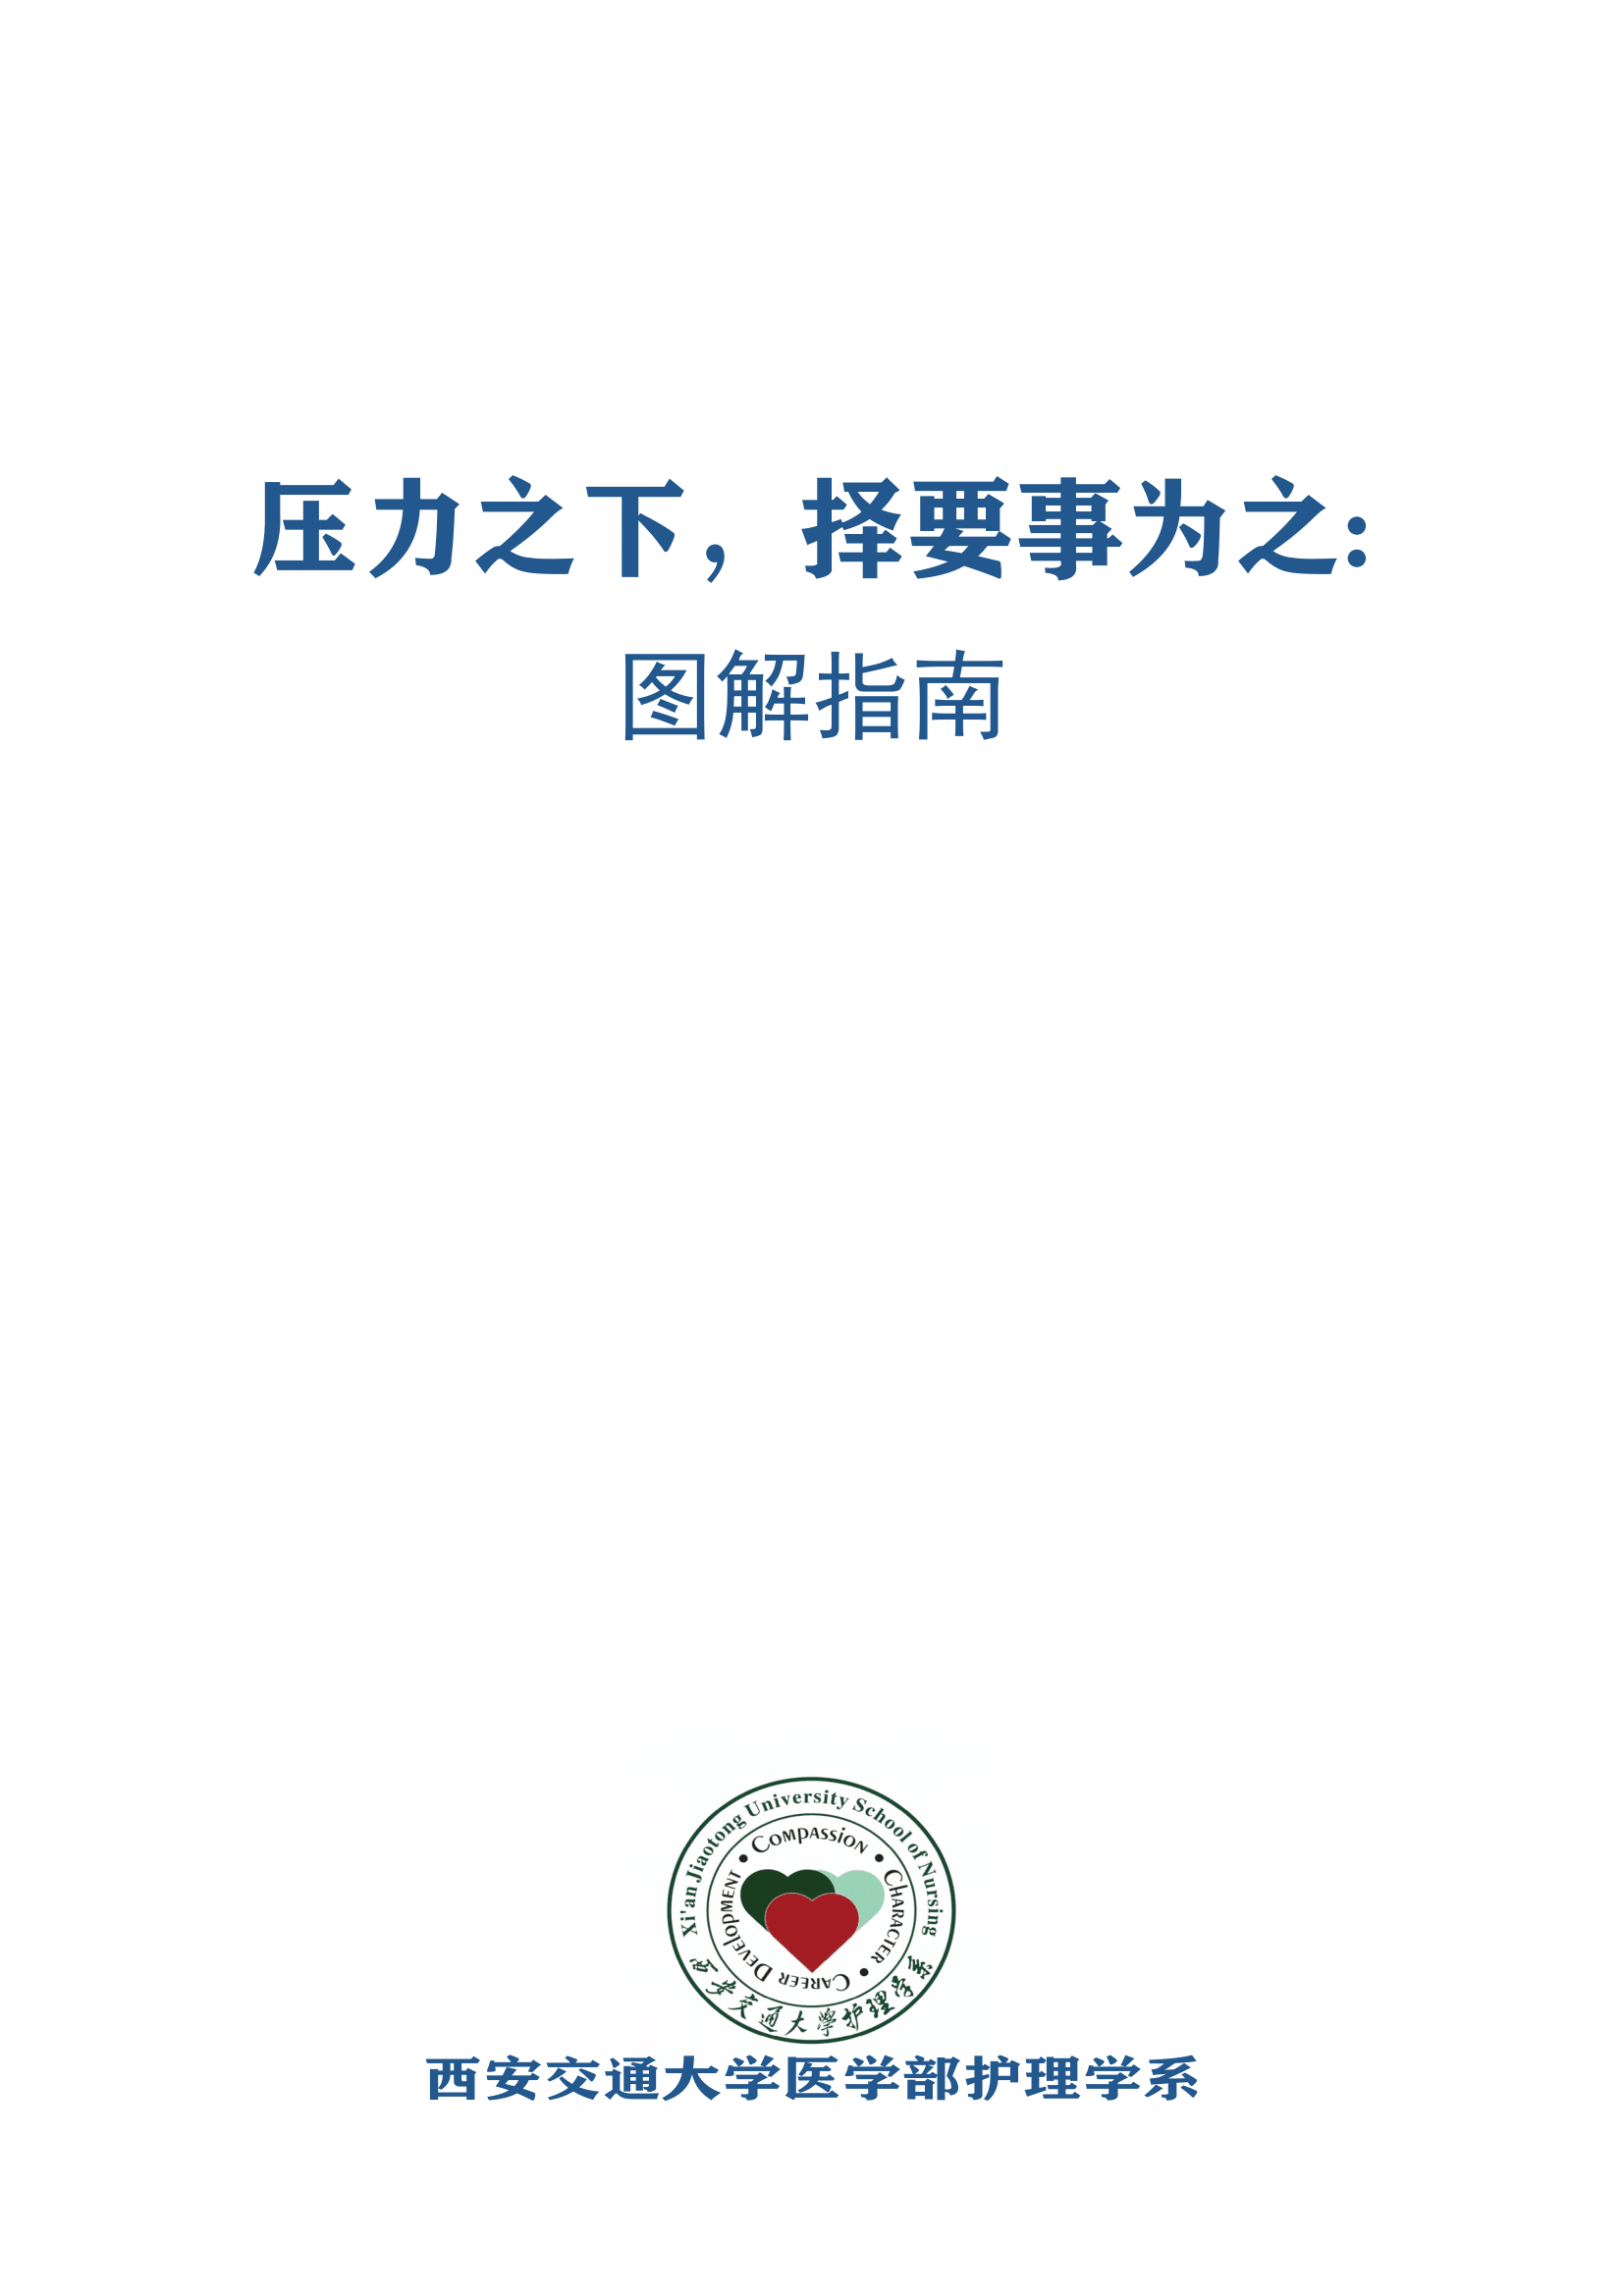 压力之下，择要事为之:
图解指南
Xi'an Jiaotong University School of Nursing
• COMPASSION • CHARACTER • CAREER DEVELOPMENT
西安交通大學护理学系
西安交通大学医学部护理学系